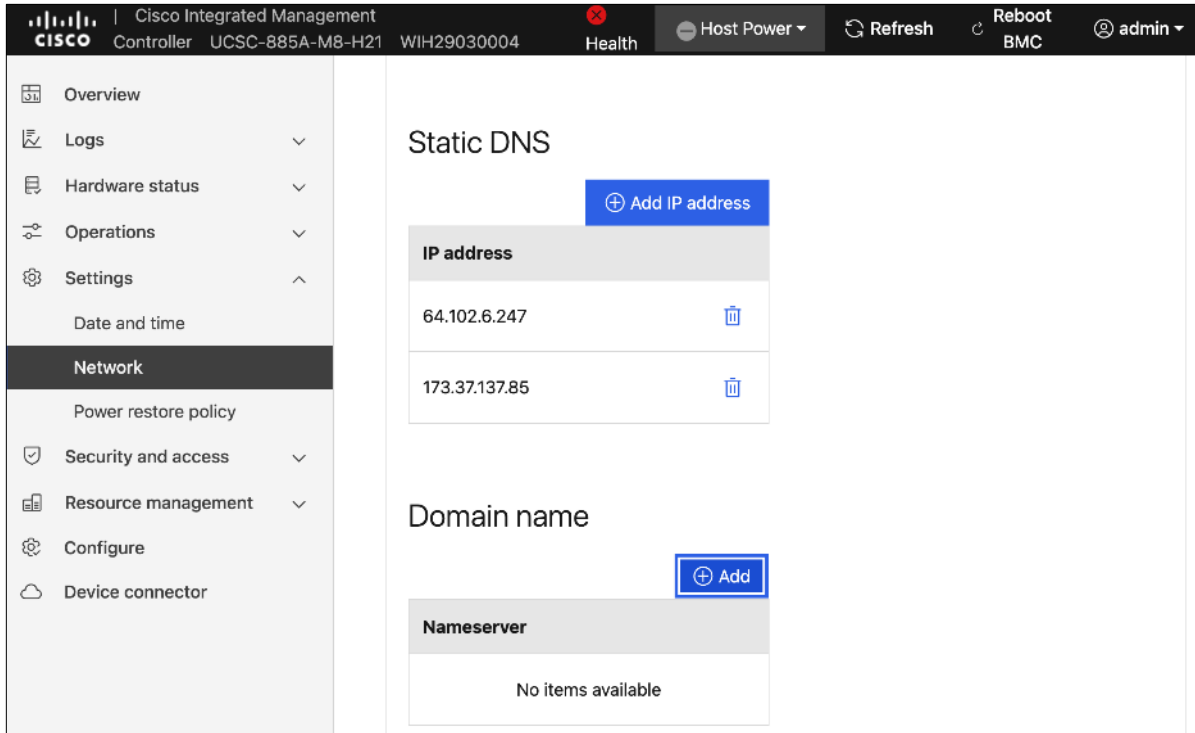 Cisco Integrated Management
Controller UCSC-885A-M8-H21 WIH29030004
CISCO
Health
Host Power
Refresh
Reboot
BMC
admin
Overview
Logs
Hardware status
Operations
Settings
Date and time
Network
Power restore policy
Security and access
Resource management
Configure
Device connector
Static DNS
Add IP address
IP address
64.102.6.247
173.37.137.85
Domain name
Add
Nameserver
No items available